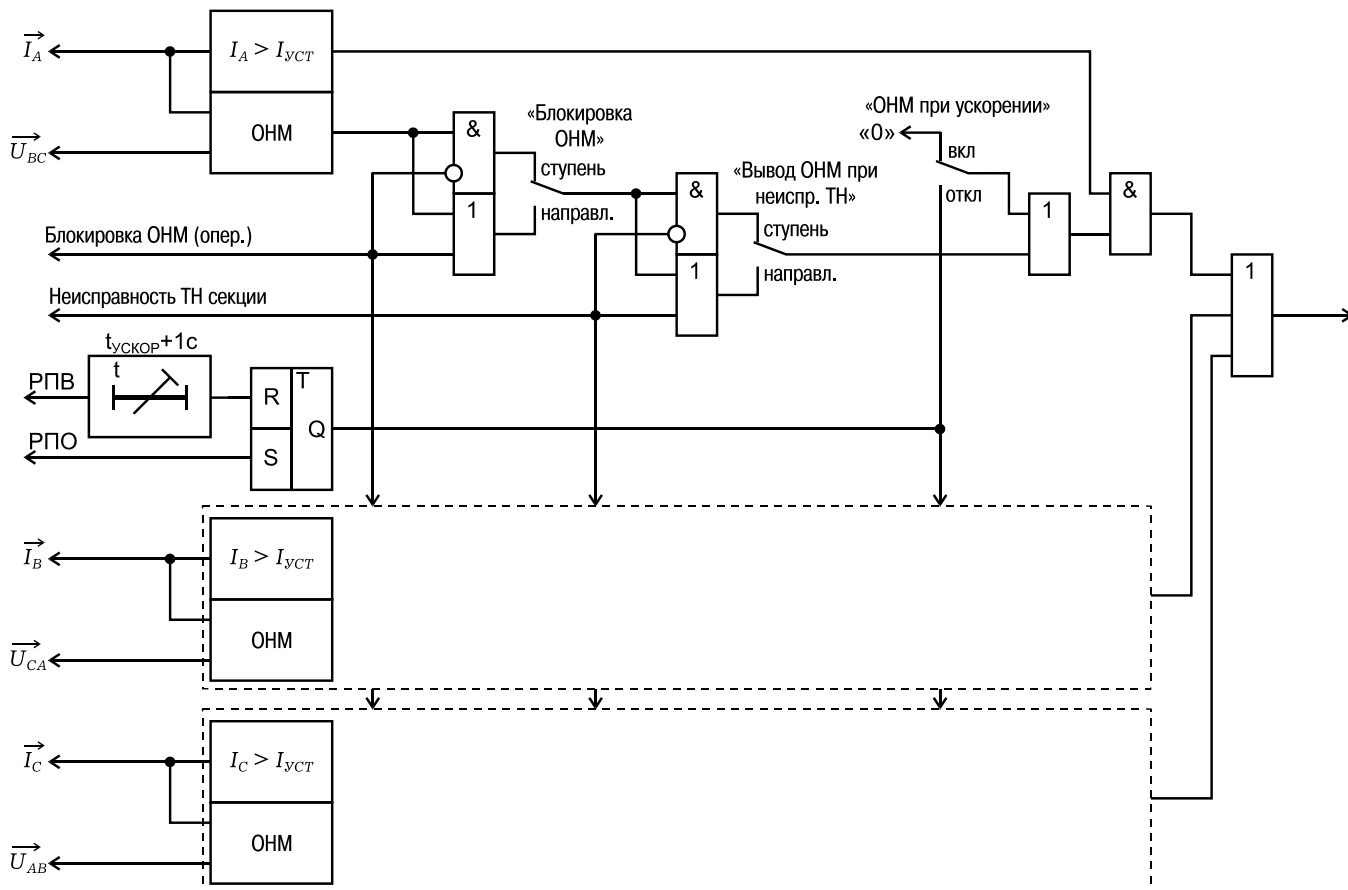 I_A
I_A > I_УСТ
ОНМ
U_BC
&
1
«Блокировка
ОНМ»
ступень
направл.
«ОНМ при ускорении»
«0»
вкл
откл
&
1
«Вывод ОНМ при
неиспр. ТН»
ступень
направл.
1
&
1
Блокировка ОНМ (опер.)
Неисправность ТН секции
t_УСКОР+1с
t
РПВ
РПО
R
S
T
Q
I_B
I_B > I_УСТ
ОНМ
U_CA
I_C
I_C > I_УСТ
ОНМ
U_AB